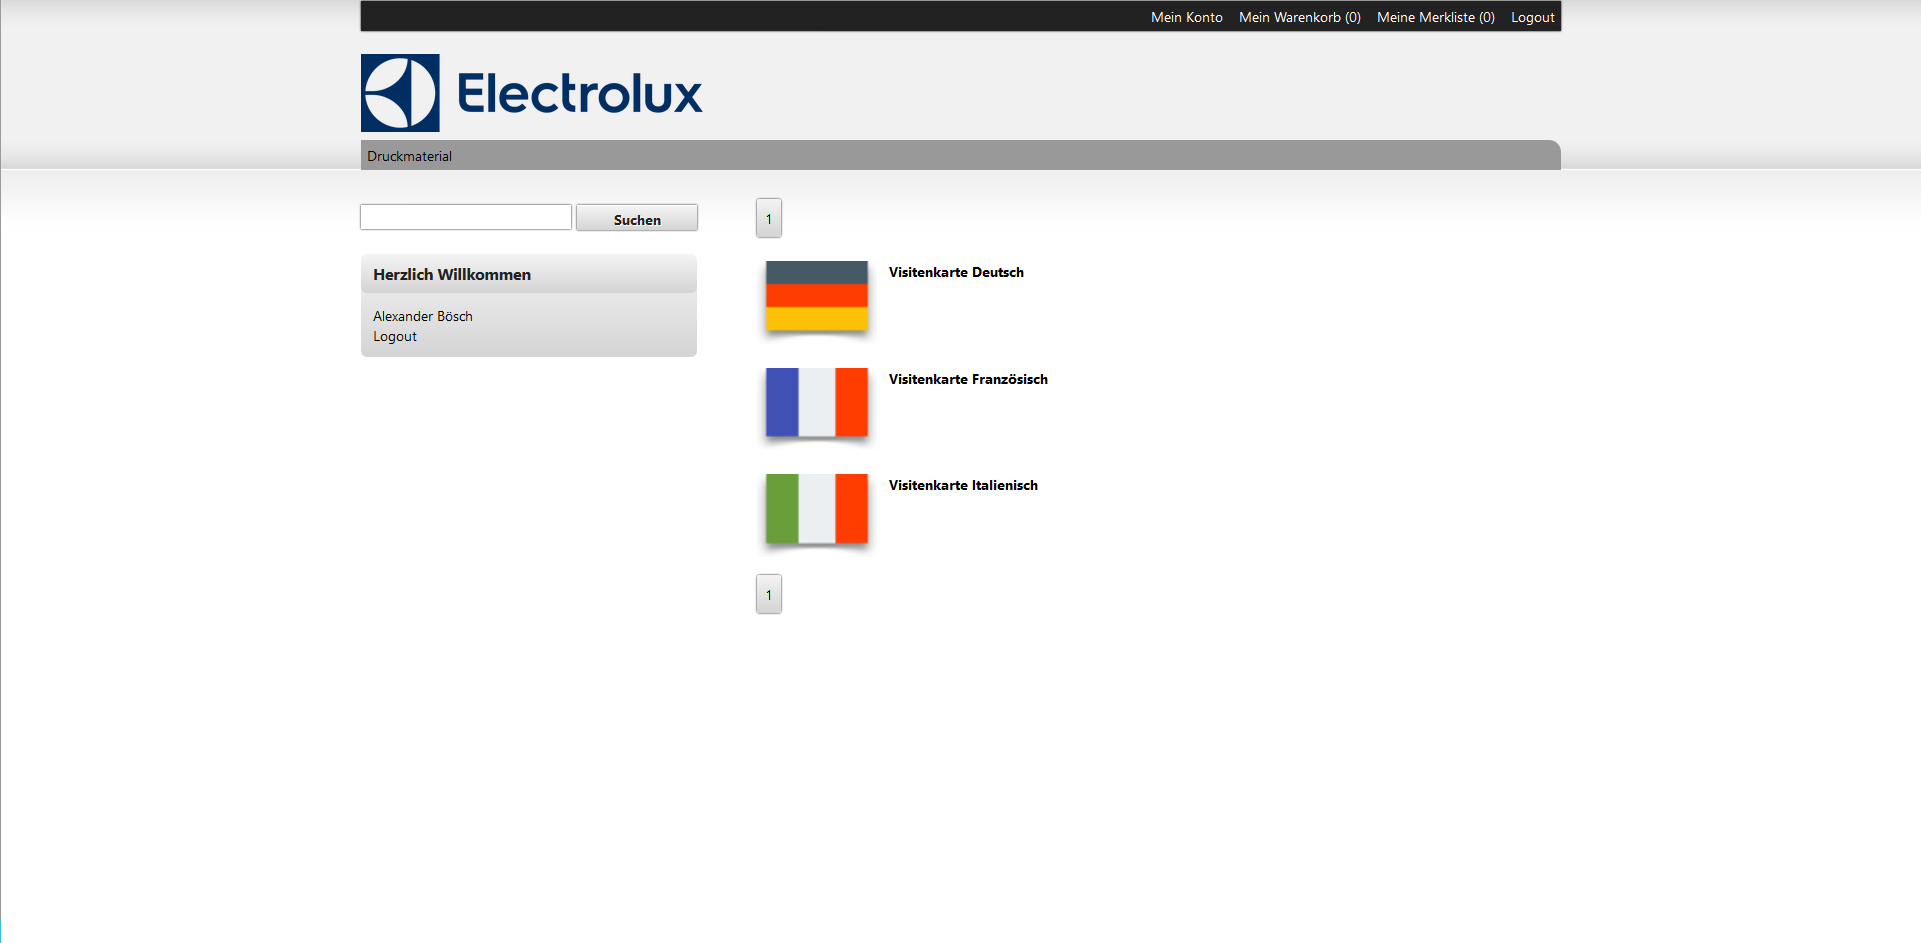 Mein Konto Mein Warenkorb (0) Meine Merkliste (0) Logout
Electrolux
Druckmaterial
Suchen
Herzlich Willkommen
Alexander Bösch
Logout
1
Visitenkarte Deutsch
Visitenkarte Französisch
Visitenkarte Italienisch
1